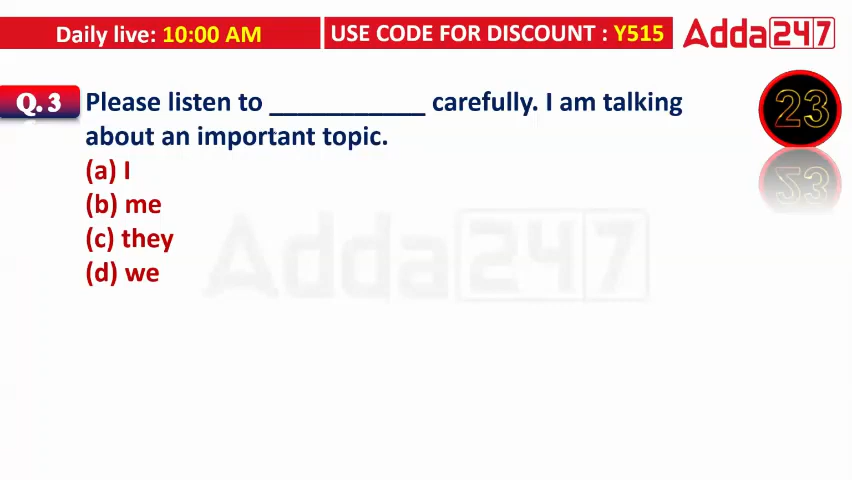 Daily live: 10:00 AM
USE CODE FOR DISCOUNT : Y515
Adda247
Q. 3
Please listen to ___________ carefully. I am talking
about an important topic.
(a) I
(b) me
(c) they
(d) we
23
Adda247